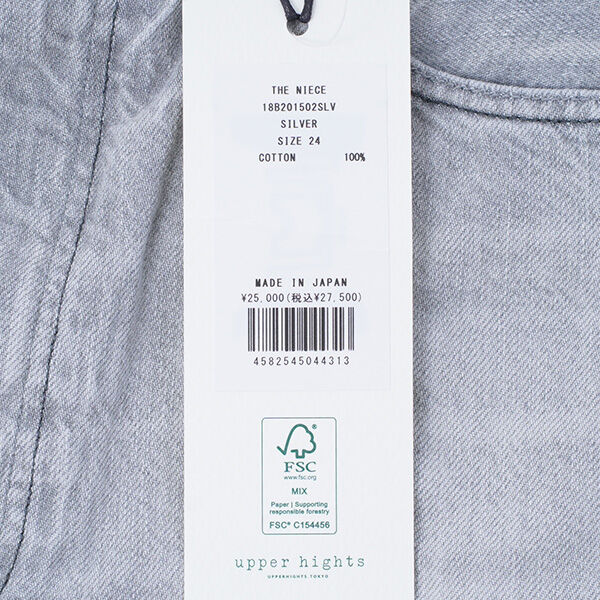 THE NIECE
18B201502SLV
SILVER
SIZE 24
COTTON 100%
MADE IN JAPAN
¥25,000(税込¥27,500)
4582545044313
FSC
www.fsc.org
MIX
Paper | Supporting
responsible forestry
FSC® C154456
upper hights
UPPERHIGHTS.TOKYO